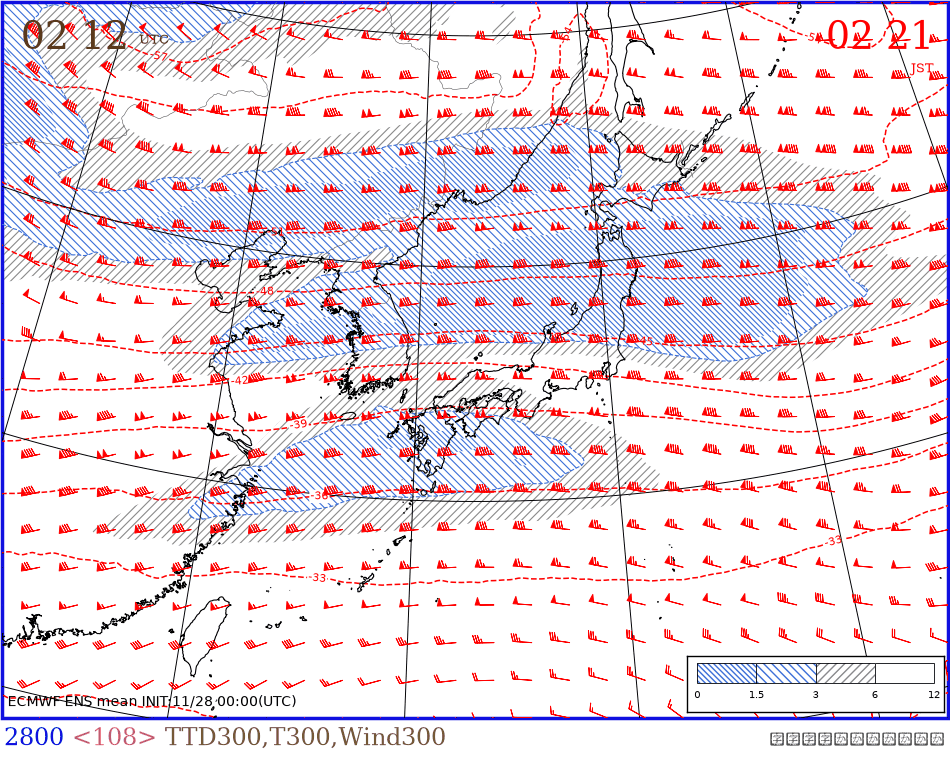 02 12 UTC
02 21
JST
-57
-54
-51
-48
-45
-42
-39
-36
-33
-33
0 1.5 3 6 12
ECMWF ENS mean INIT:11/28 00:00(UTC)
2800 <108> TTD300,T300,Wind300